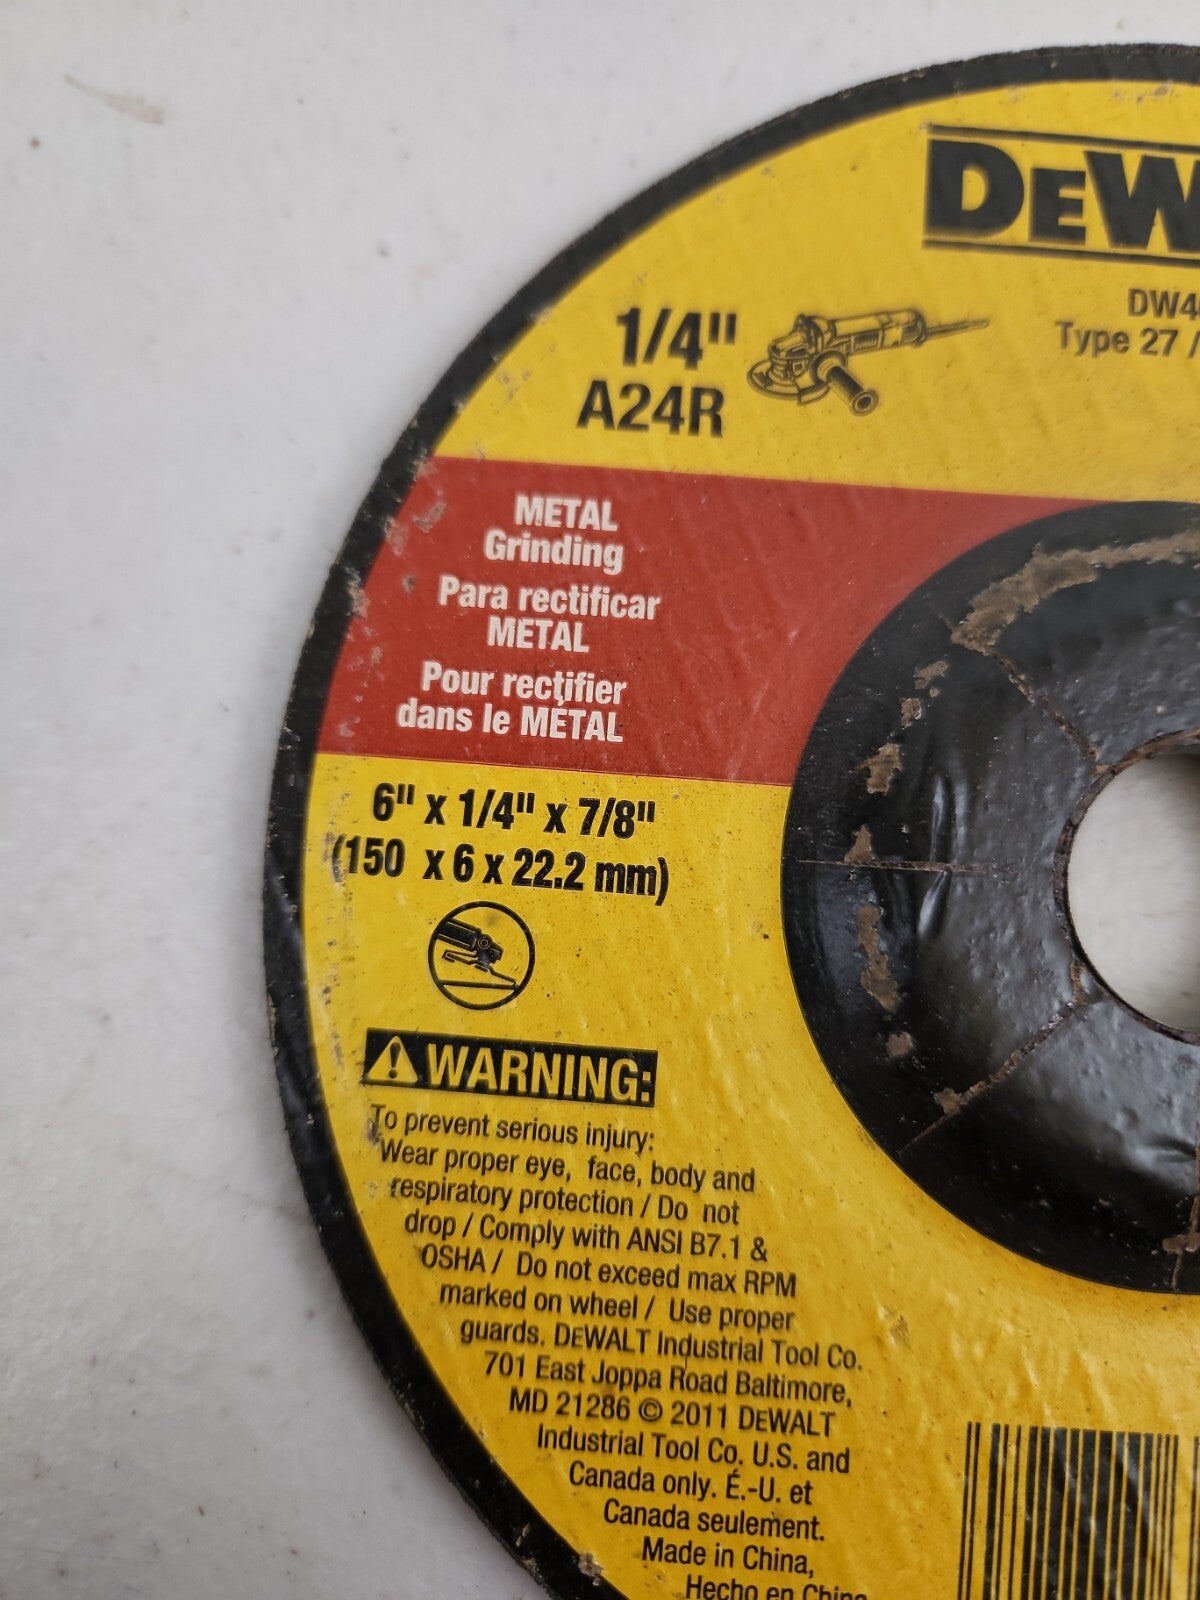 DEW
DW4
Type 27 /
1/4"
A24R
METAL
Grinding
Para rectificar
METAL
Pour rectifier
dans le MÉTAL
6" x 1/4" x 7/8"
(150 x 6 x 22.2 mm)
WARNING:
To prevent serious injury:
Wear proper eye, face, body and
respiratory protection / Do not
drop / Comply with ANSI B7.1 &
OSHA / Do not exceed max RPM
marked on wheel / Use proper
guards. DEWALT Industrial Tool Co.
701 East Joppa Road Baltimore,
MD 21286 © 2011 DEWALT
Industrial Tool Co. U.S. and
Canada only. É.-U. et
Canada seulement.
Made in China,
Hecho en China